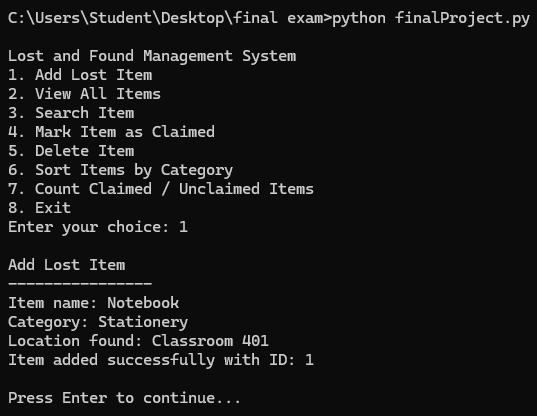 C:\Users\Student\Desktop\final exam>python finalProject.py
Lost and Found Management System
1. Add Lost Item
2. View All Items
3. Search Item
4. Mark Item as Claimed
5. Delete Item
6. Sort Items by Category
7. Count Claimed / Unclaimed Items
8. Exit
Enter your choice: 1
Add Lost Item
----------------
Item name: Notebook
Category: Stationery
Location found: Classroom 401
Item added successfully with ID: 1
Press Enter to continue...